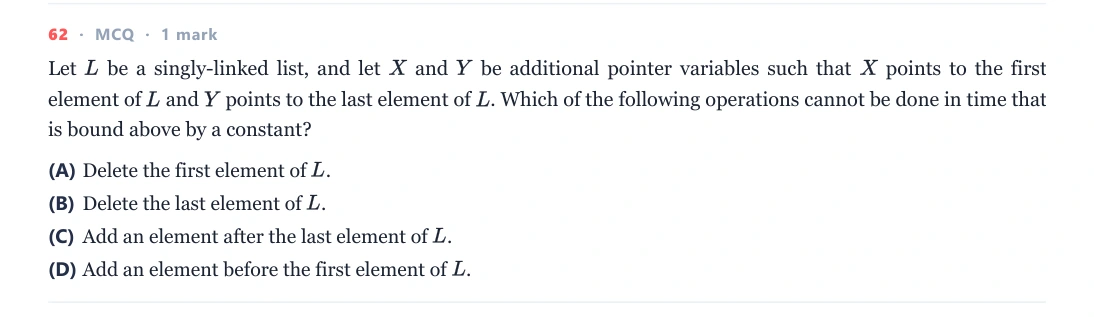 62 · MCQ · 1 mark
Let L be a singly-linked list, and let X and Y be additional pointer variables such that X points to the first
element of L and Y points to the last element of L. Which of the following operations cannot be done in time that
is bound above by a constant?
(A) Delete the first element of L.
(B) Delete the last element of L.
(C) Add an element after the last element of L.
(D) Add an element before the first element of L.